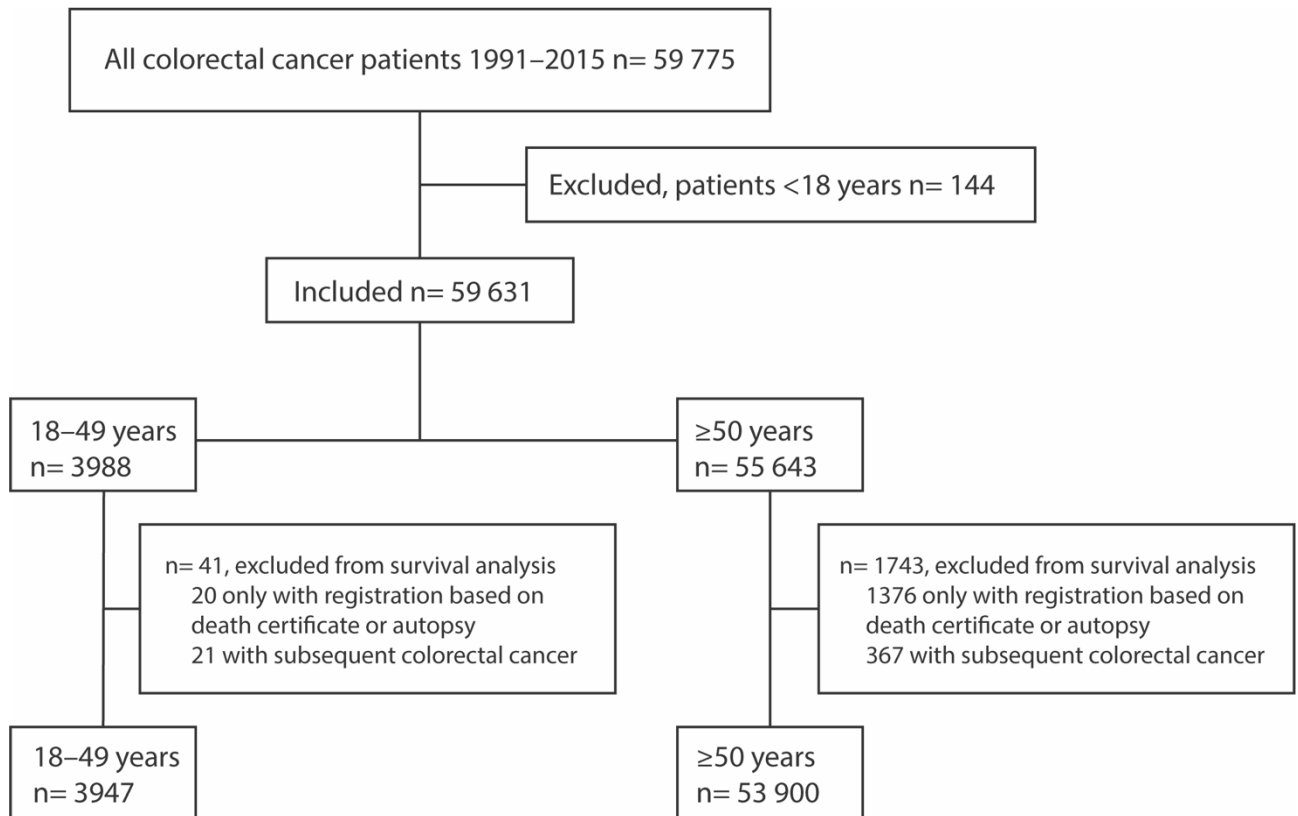 All colorectal cancer patients 1991–2015 n= 59 775
Excluded, patients <18 years n= 144
Included n= 59 631
18–49 years
n= 3988
≥50 years
n= 55 643
n= 41, excluded from survival analysis
20 only with registration based on
death certificate or autopsy
21 with subsequent colorectal cancer
n= 1743, excluded from survival analysis
1376 only with registration based on
death certificate or autopsy
367 with subsequent colorectal cancer
18–49 years
n= 3947
≥50 years
n= 53 900